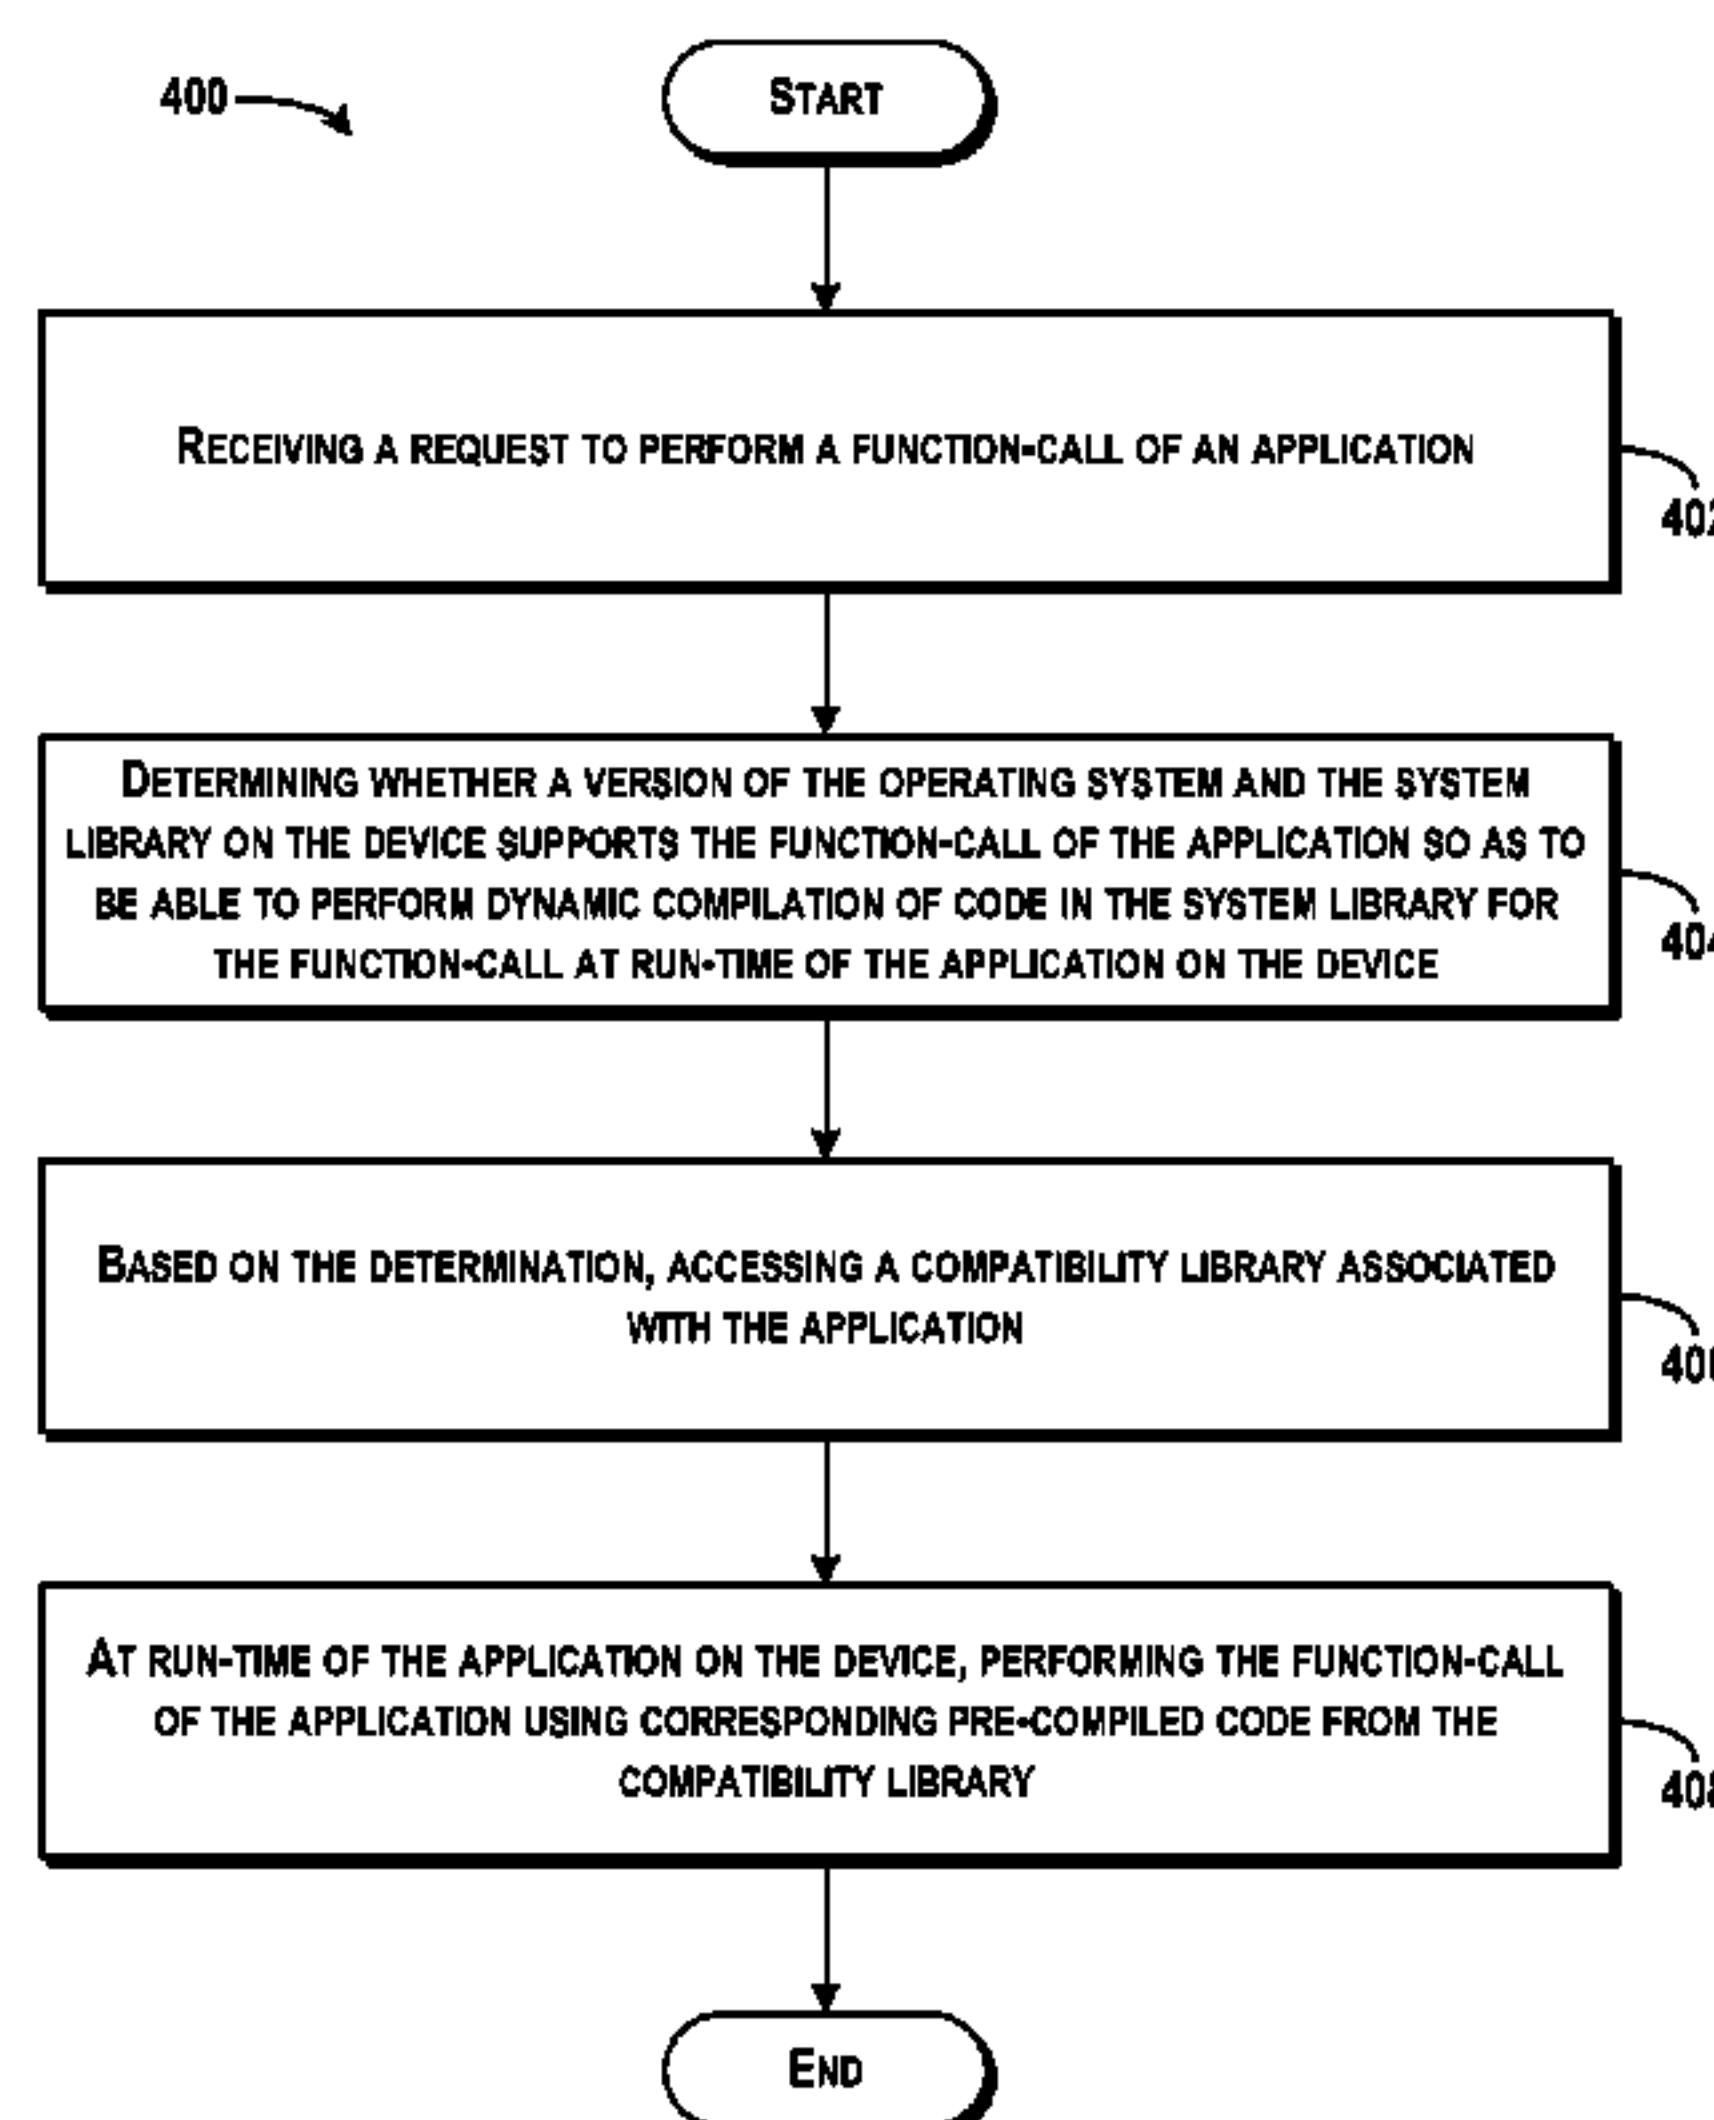 400
START
RECEIVING A REQUEST TO PERFORM A FUNCTION-CALL OF AN APPLICATION
DETERMINING WHETHER A VERSION OF THE OPERATING SYSTEM AND THE SYSTEM
LIBRARY ON THE DEVICE SUPPORTS THE FUNCTION-CALL OF THE APPLICATION SO AS TO
BE ABLE TO PERFORM DYNAMIC COMPILATION OF CODE IN THE SYSTEM LIBRARY FOR
THE FUNCTION-CALL AT RUN-TIME OF THE APPLICATION ON THE DEVICE
BASED ON THE DETERMINATION, ACCESSING A COMPATIBILITY LIBRARY ASSOCIATED
WITH THE APPLICATION
AT RUN-TIME OF THE APPLICATION ON THE DEVICE, PERFORMING THE FUNCTION-CALL
OF THE APPLICATION USING CORRESPONDING PRE-COMPILED CODE FROM THE
COMPATIBILITY LIBRARY
END